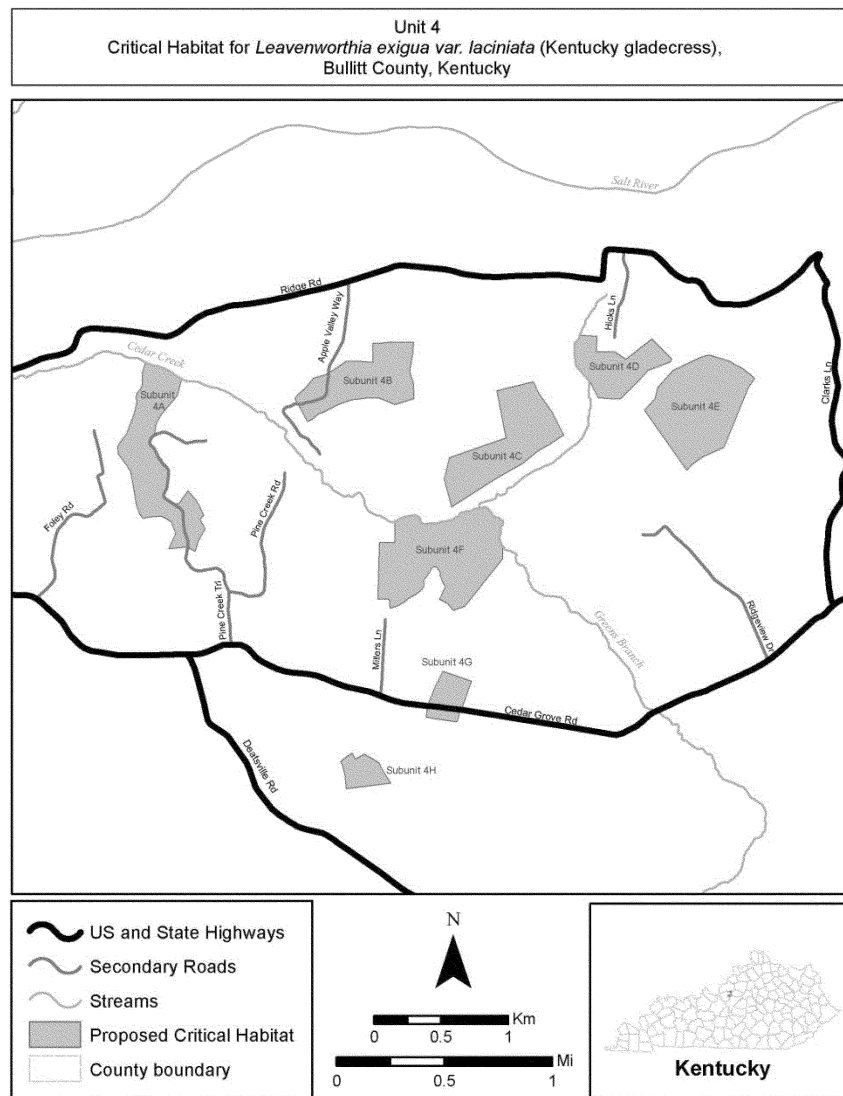 Unit 4
Critical Habitat for Leavenworthia exigua var. laciniata (Kentucky gladecress),
Bullitt County, Kentucky
Salt River
Ridge Rd
Hicks Ln
Apple Valley Way
Cedar Creek
Clarks Ln
Subunit 4B
Subunit 4D
Subunit
4A
Subunit 4E
Subunit 4C
Pine Creek Rd
Foley Rd
Subunit 4F
Pine Creek Trl
Greens Branch
Ridgeview Dr
Millers Ln
Subunit 4G
Cedar Grove Rd
Deatsville Rd
Subunit 4H
US and State Highways
Secondary Roads
Streams
Proposed Critical Habitat
County boundary
N
Km
0 0.5 1
Mi
0 0.5 1
Kentucky